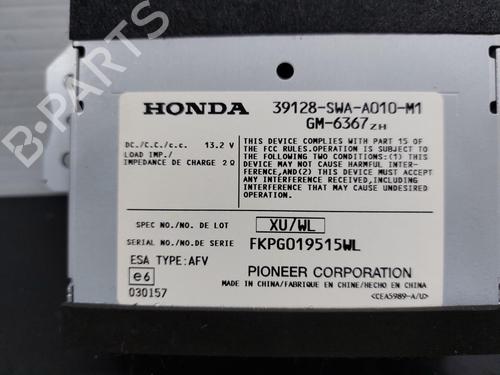 HONDA 39128-SWA-A010-M1
GM-6367ZH
DC./C.C./c.c. 13.2 V
LOAD IMP./
IMPEDANCE DE CHARGE 2 Ω
THIS DEVICE COMPLIES WITH PART 15 OF
THE FCC RULES.OPERATION IS SUBJECT TO
THE FOLLOWING TWO CONDITIONS:(1) THIS
DEVICE MAY NOT CAUSE HARMFUL INTER-
FERENCE,AND(2) THIS DEVICE MUST ACCEPT
ANY INTERFERENCE RECEIVED,INCLUDING
INTERFERENCE THAT MAY CAUSE UNDESIRED
OPERATION.
SPEC NO./NO. DE LOT XU/WL
SERIAL NO./NO.DE SERIE FKPG019515WL
ESA TYPE:AFV
e6
030157
PIONEER CORPORATION
MADE IN CHINA/FABRIQUE EN CHINE/HECHO EN CHINA
<CEA5989-A/U>
B-PARTS